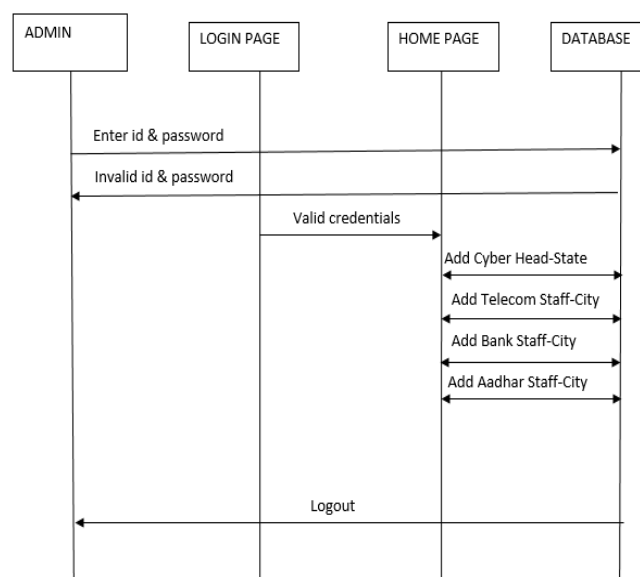 ADMIN
LOGIN PAGE
HOME PAGE
DATABASE
Enter id & password
Invalid id & password
Valid credentials
Add Cyber Head-State
Add Telecom Staff-City
Add Bank Staff-City
Add Aadhar Staff-City
Logout